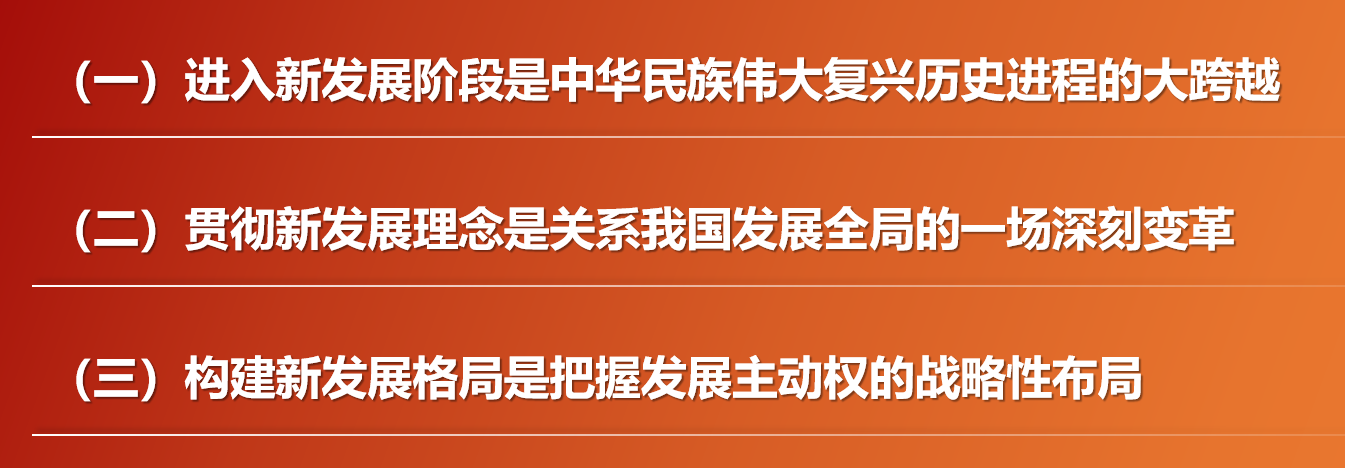 （一）进入新发展阶段是中华民族伟大复兴历史进程的大跨越
（二）贯彻新发展理念是关系我国发展全局的一场深刻变革
（三）构建新发展格局是把握发展主动权的战略性布局